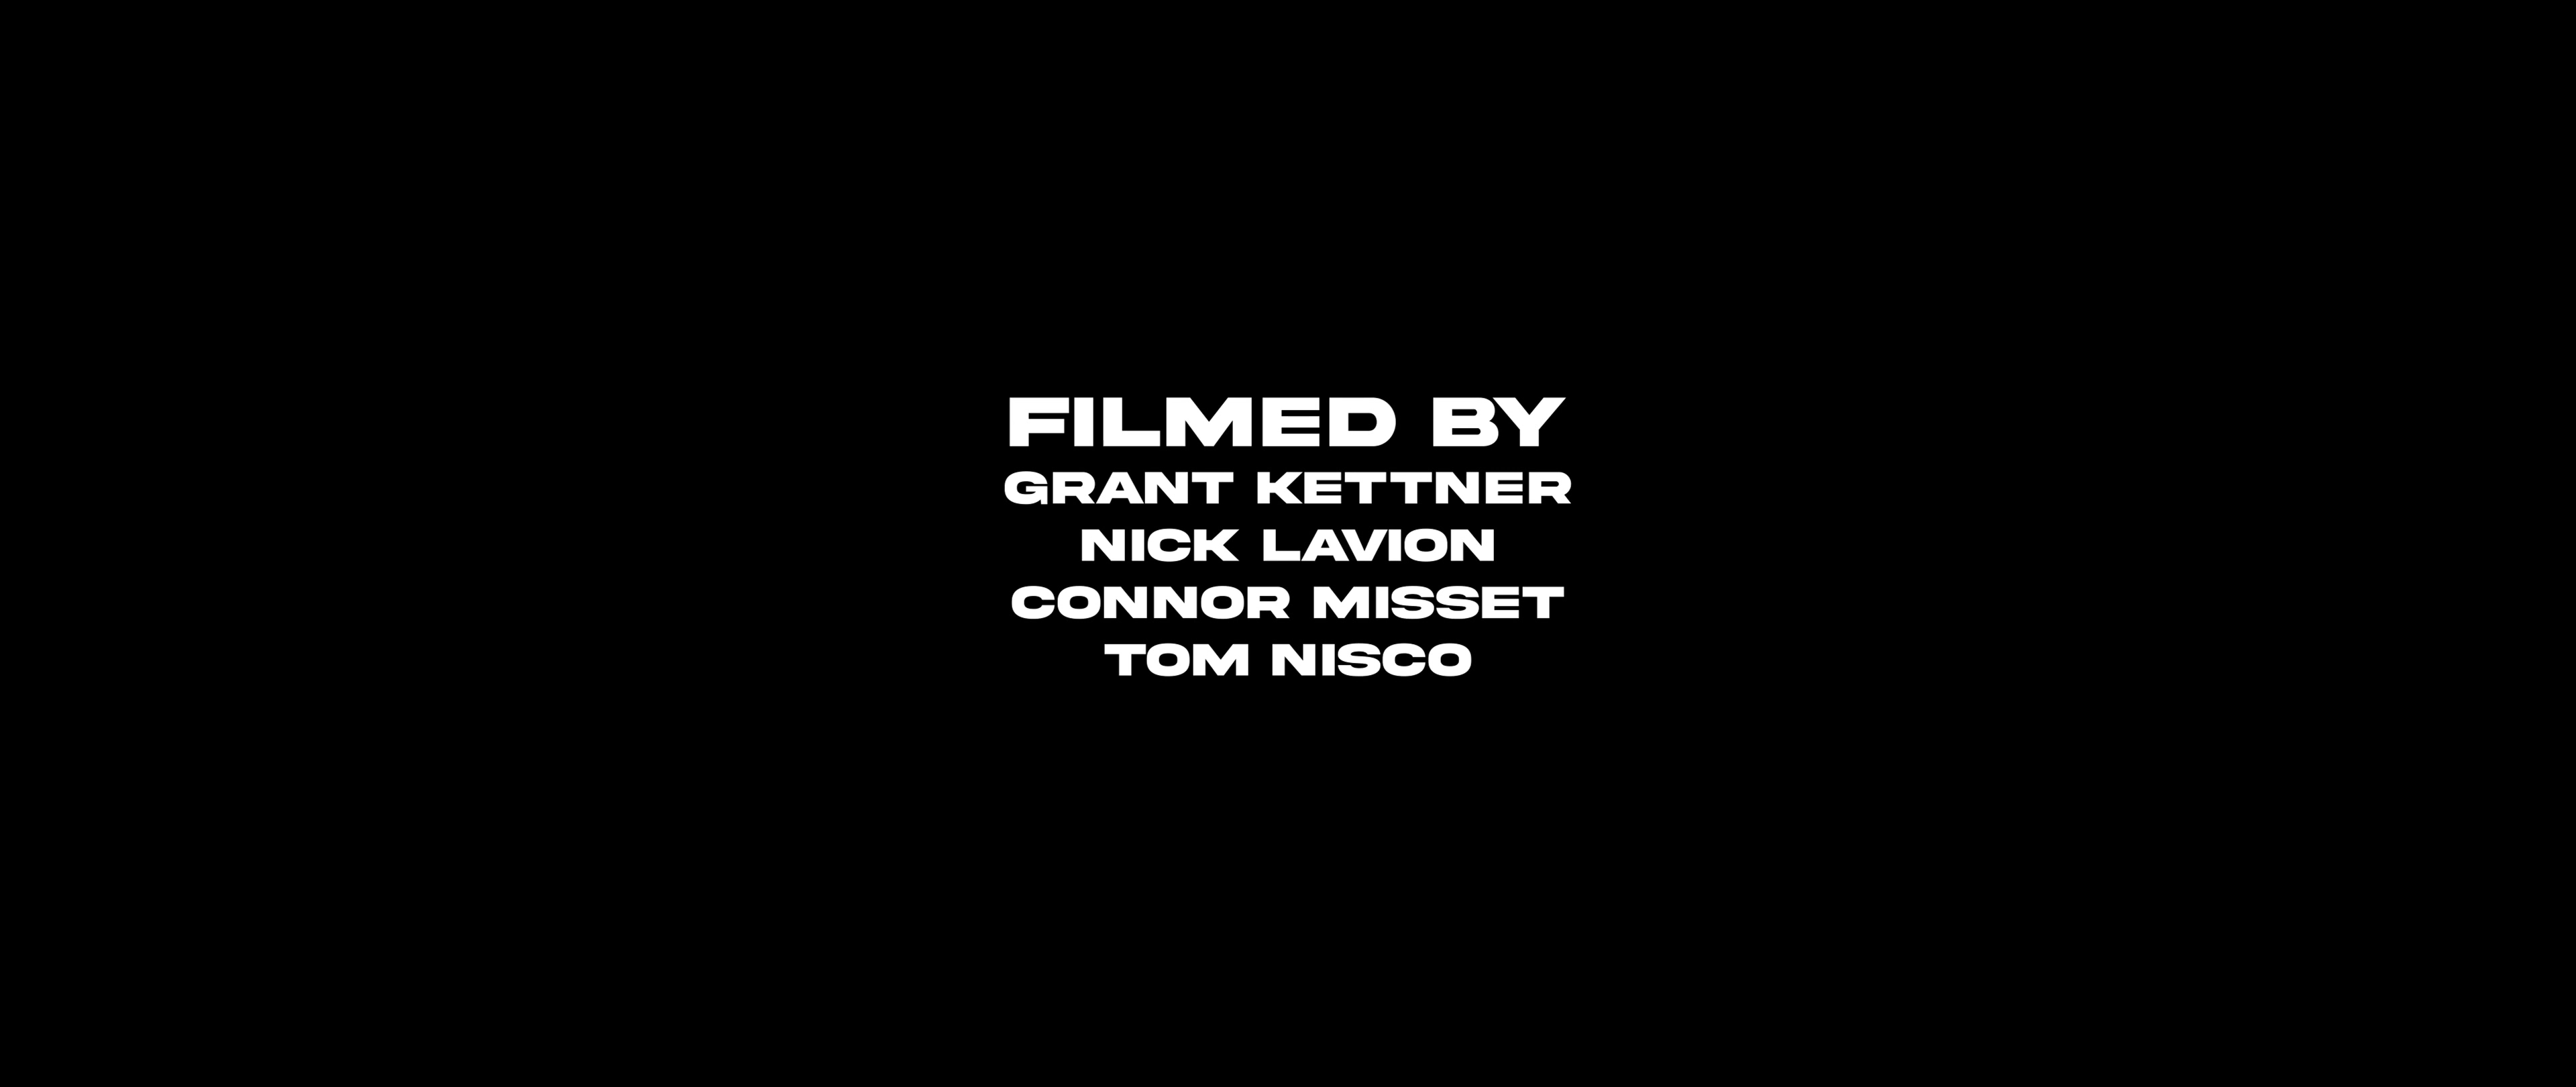 FILMED BY
GRANT KETTNER
NICK LAVION
CONNOR MISSET
TOM NISCO